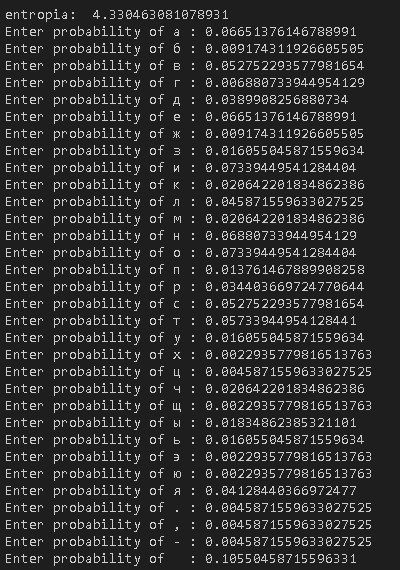 entropia:  4.330463081078931
Enter probability of а : 0.06651376146788991
Enter probability of б : 0.009174311926605505
Enter probability of в : 0.052752293577981654
Enter probability of г : 0.006880733944954129
Enter probability of д : 0.0389908256880734
Enter probability of е : 0.06651376146788991
Enter probability of ж : 0.009174311926605505
Enter probability of з : 0.016055045871559634
Enter probability of и : 0.07339449541284404
Enter probability of к : 0.020642201834862386
Enter probability of л : 0.045871559633027525
Enter probability of м : 0.020642201834862386
Enter probability of н : 0.06880733944954129
Enter probability of о : 0.07339449541284404
Enter probability of п : 0.013761467889908258
Enter probability of р : 0.034403669724770644
Enter probability of с : 0.052752293577981654
Enter probability of т : 0.05733944954128441
Enter probability of у : 0.016055045871559634
Enter probability of х : 0.0022935779816513763
Enter probability of ц : 0.0045871559633027525
Enter probability of ч : 0.020642201834862386
Enter probability of щ : 0.0022935779816513763
Enter probability of ы : 0.01834862385321101
Enter probability of ь : 0.016055045871559634
Enter probability of э : 0.0022935779816513763
Enter probability of ю : 0.0022935779816513763
Enter probability of я : 0.04128440366972477
Enter probability of . : 0.0045871559633027525
Enter probability of , : 0.0045871559633027525
Enter probability of - : 0.0045871559633027525
Enter probability of   : 0.10550458715596331